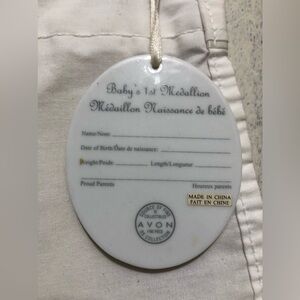 Baby's 1st Medallion
Médaillon Naissance de bébé
Name/Nom:
Date of Birth/Date de naissance:
Weight/Poids: Length/Longueur
Proud Parents Heureux parents
MADE IN CHINA
FAIT EN CHINE
AVON